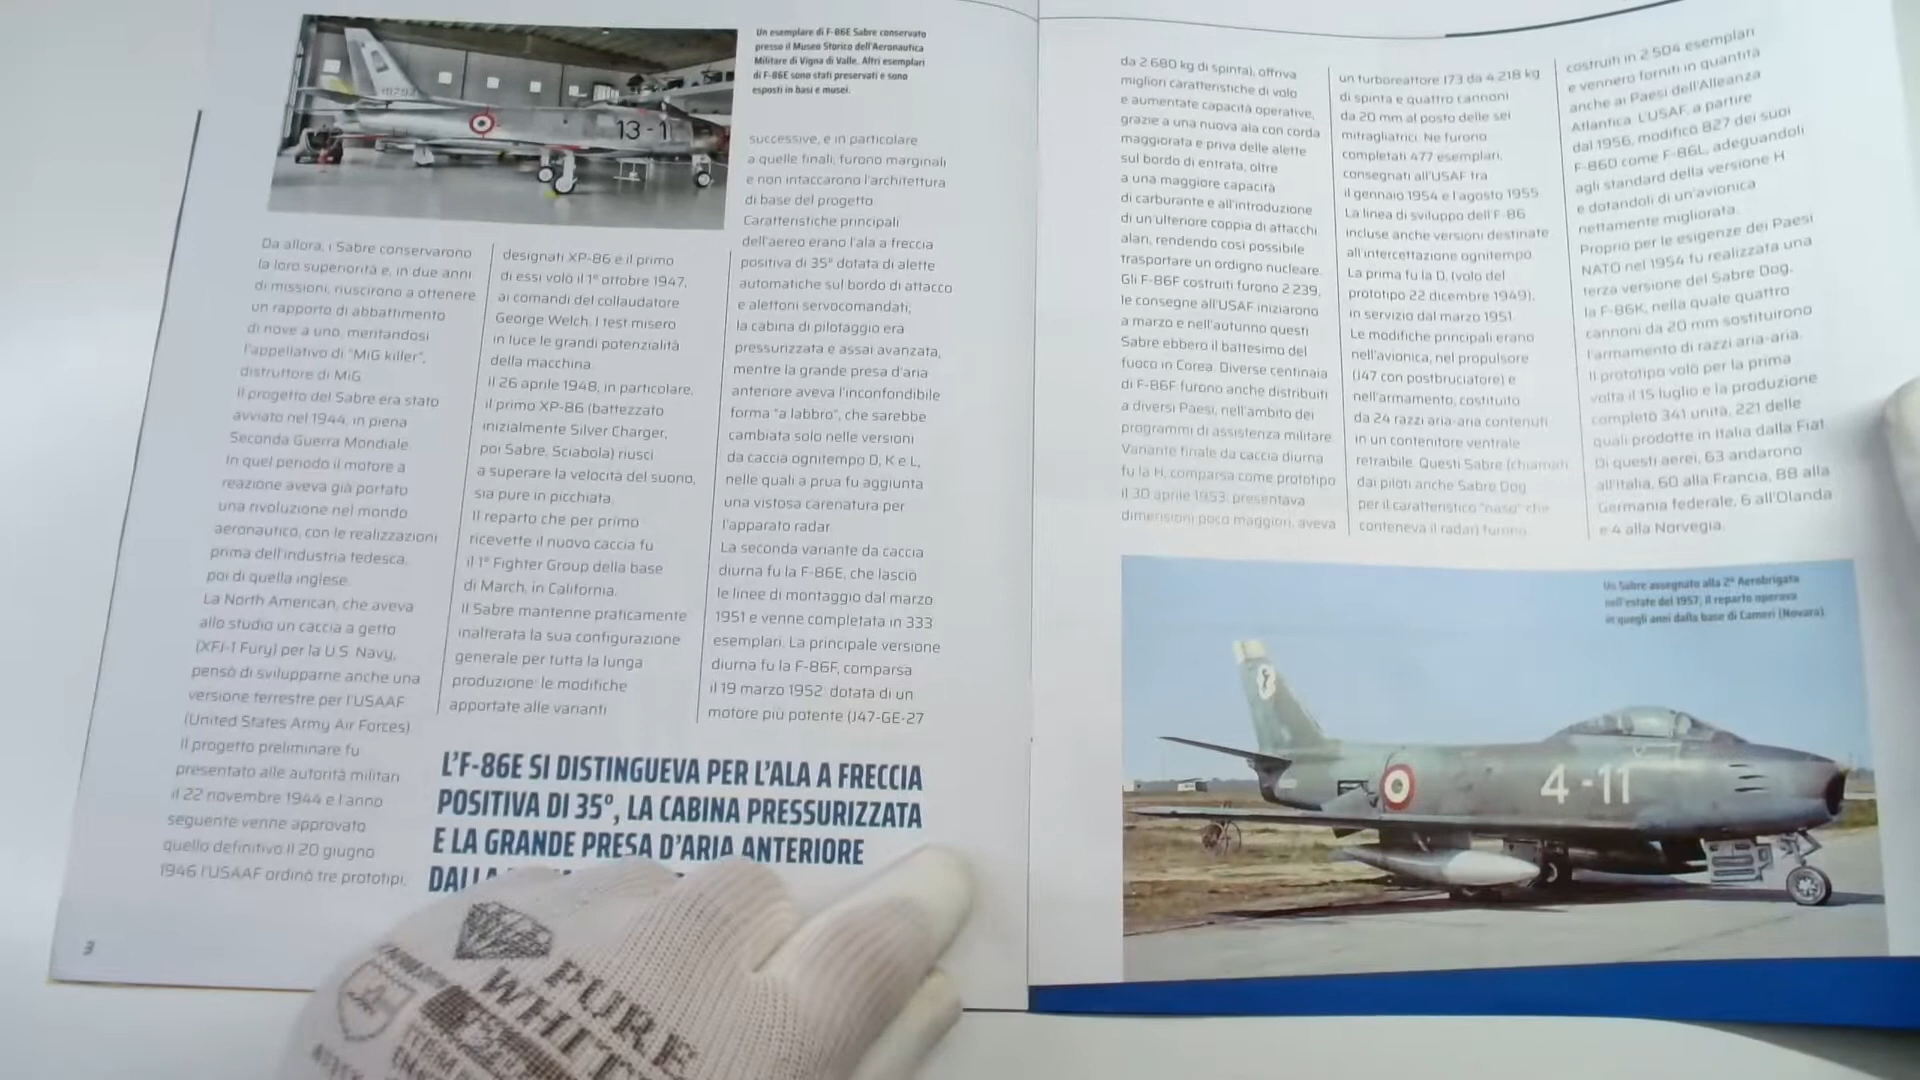 Un esemplare di F-86E Sabre conservato
presso il Museo Storico dell'Aeronautica
Militare di Vigna di Valle. Altri esemplari
di F-86E sono stati preservati e sono
esposti in basi e musei.
13-1
Da allora, i Sabre conservarono
la loro superiorità e, in due anni
di missioni, riuscirono a ottenere
un rapporto di abbattimento
di nove a uno, meritandosi
l'appellativo di "MiG killer",
distruttore di MiG.
Il progetto del Sabre era stato
avviato nel 1944, in piena
Seconda Guerra Mondiale.
In quel periodo il motore a
reazione aveva già portato
una rivoluzione nel mondo
aeronautico, con le realizzazioni
prima dell'industria tedesca,
poi di quella inglese.
La North American, che aveva
allo studio un caccia a getto
(XFJ-1 Fury) per la U.S. Navy,
pensò di svilupparne anche una
versione terrestre per l'USAAF
(United States Army Air Forces).
Il progetto preliminare fu
presentato alle autorità militari
il 22 novembre 1944 e l'anno
seguente venne approvato
quello definitivo. Il 20 giugno
1946 l'USAAF ordinò tre prototipi,
designati XP-86 e il primo
di essi volò il 1° ottobre 1947,
ai comandi del collaudatore
George Welch. I test misero
in luce le grandi potenzialità
della macchina.
Il 26 aprile 1948, in particolare,
il primo XP-86 (battezzato
inizialmente Silver Charger,
poi Sabre, Sciabola) riuscì
a superare la velocità del suono,
sia pure in picchiata.
Il reparto che per primo
ricevette il nuovo caccia fu
il 1° Fighter Group della base
di March, in California.
Il Sabre mantenne praticamente
inalterata la sua configurazione
generale per tutta la lunga
produzione: le modifiche
apportate alle varianti
successive, e in particolare
a quelle finali, furono marginali
e non intaccarono l'architettura
di base del progetto.
Caratteristiche principali
dell'aereo erano l'ala a freccia
positiva di 35° dotata di alette
automatiche sul bordo di attacco
e alettoni servocomandati;
la cabina di pilotaggio era
pressurizzata e assai avanzata,
mentre la grande presa d'aria
anteriore aveva l'inconfondibile
forma "a labbro", che sarebbe
cambiata solo nelle versioni
da caccia ognitempo D, K e L,
nelle quali a prua fu aggiunta
una vistosa carenatura per
l'apparato radar.
La seconda variante da caccia
diurna fu la F-86E, che lasciò
le linee di montaggio dal marzo
1951 e venne completata in 333
esemplari. La principale versione
diurna fu la F-86F, comparsa
il 19 marzo 1952: dotata di un
motore più potente (J47-GE-27
L'F-86E SI DISTINGUEVA PER L'ALA A FRECCIA
POSITIVA DI 35°, LA CABINA PRESSURIZZATA
E LA GRANDE PRESA D'ARIA ANTERIORE
DALLA
3
PURE
WHITE
da 2.680 kg di spinta), offriva
migliori caratteristiche di volo
e aumentate capacità operative,
grazie a una nuova ala con corda
maggiorata e priva delle alette
sul bordo di entrata, oltre
a una maggiore capacità
di carburante e all'introduzione
di un'ulteriore coppia di attacchi
alari, rendendo così possibile
trasportare un ordigno nucleare.
Gli F-86F costruiti furono 2.239,
le consegne all'USAF iniziarono
a marzo e nell'autunno questi
Sabre ebbero il battesimo del
fuoco in Corea. Diverse centinaia
di F-86F furono anche distribuiti
a diversi Paesi, nell'ambito dei
programmi di assistenza militare.
Variante finale da caccia diurna
fu la H, comparsa come prototipo
il 30 aprile 1953: presentava
dimensioni poco maggiori, aveva
un turboreattore J73 da 4.218 kg
di spinta e quattro cannoni
da 20 mm al posto delle sei
mitragliatrici. Ne furono
completati 477 esemplari,
consegnati all'USAF tra
il gennaio 1954 e l'agosto 1955.
La linea di sviluppo dell'F-86
incluse anche versioni destinate
all'intercettazione ognitempo.
La prima fu la D, (volo del
prototipo 22 dicembre 1949),
in servizio dal marzo 1951.
Le modifiche principali erano
nell'avionica, nel propulsore
(J47 con postbruciatore) e
nell'armamento, costituito
da 24 razzi aria-aria contenuti
in un contenitore ventrale
retraibile. Questi Sabre (chiamati
dai piloti anche Sabre Dog
per il caratteristico "naso" che
conteneva il radar) furono
costruiti in 2.504 esemplari
e vennero forniti in quantità
anche ai Paesi dell'Alleanza
Atlantica. L'USAF, a partire
dal 1956, modificò 827 dei suoi
F-86D come F-86L, adeguandoli
agli standard della versione H
e dotandoli di un'avionica
nettamente migliorata.
Proprio per le esigenze dei Paesi
NATO nel 1954 fu realizzata una
terza versione del Sabre Dog,
la F-86K, nella quale quattro
cannoni da 20 mm sostituirono
l'armamento di razzi aria-aria.
Il prototipo volò per la prima
volta il 15 luglio e la produzione
completò 341 unità, 221 delle
quali prodotte in Italia dalla Fiat.
Di questi aerei, 63 andarono
all'Italia, 60 alla Francia, 88 alla
Germania federale, 6 all'Olanda
e 4 alla Norvegia.
Un Sabre assegnato alla 2ª Aerobrigata
nell'estate del 1957; il reparto operava
in quegli anni dalla base di Cameri (Novara).
4-11